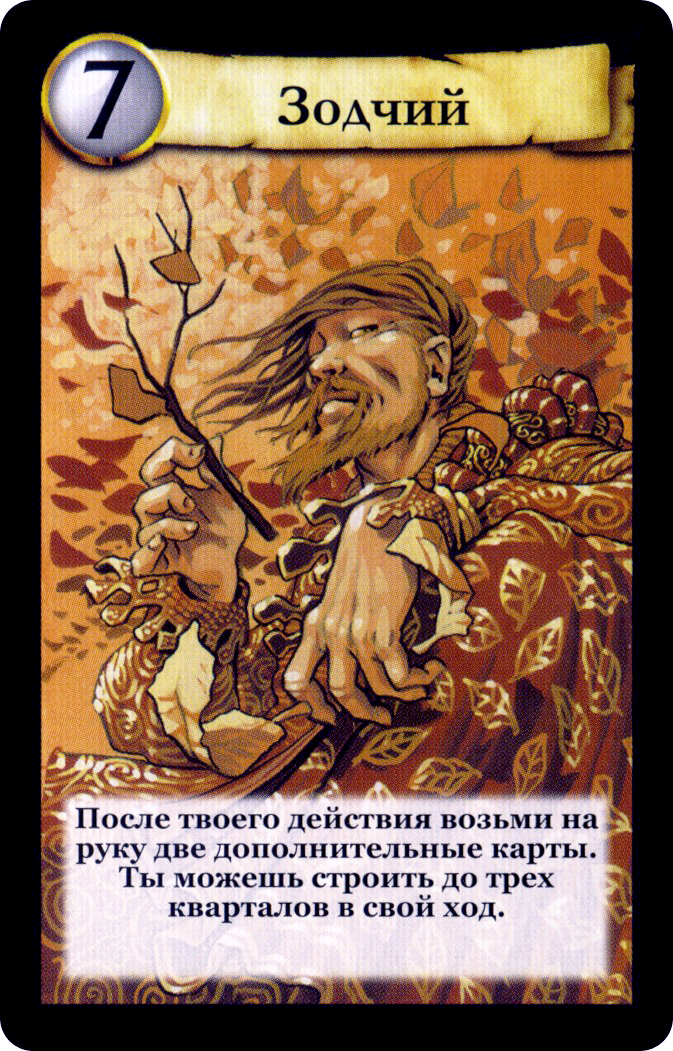 7
Зодчий
После твоего действия возьми на
руку две дополнительные карты.
Ты можешь строить до трех
кварталов в свой ход.